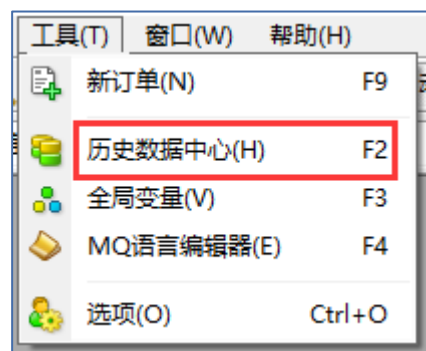 工具(T) 窗口(W) 帮助(H)
新订单(N) F9
历史数据中心(H) F2
全局变量(V) F3
MQ语言编辑器(E) F4
选项(O) Ctrl+O